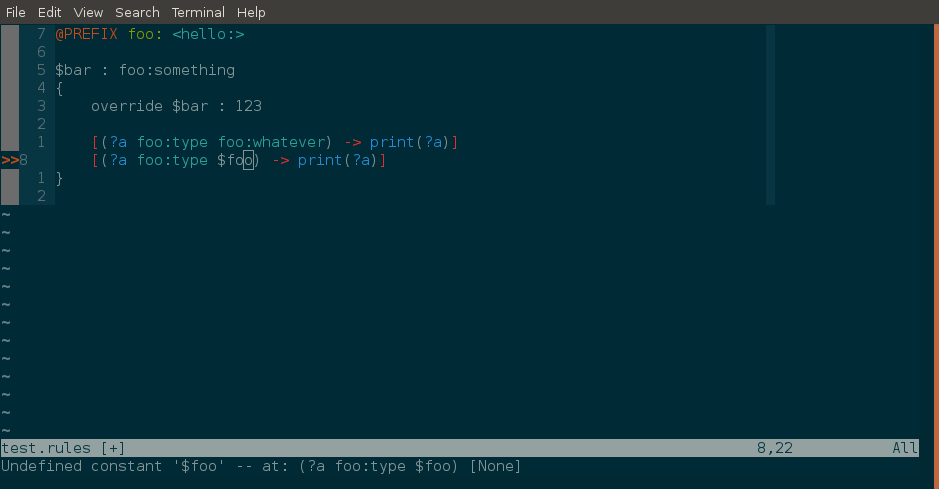 File Edit View Search Terminal Help
7 @PREFIX foo: <hello:>
6
5 $bar : foo:something
4 {
3     override $bar : 123
2
1     [(?a foo:type foo:whatever) -> print(?a)]
>>8     [(?a foo:type $foo) -> print(?a)]
1 }
2
~
~
~
~
~
~
~
~
~
~
~
~
~
test.rules [+] 8,22 All
Undefined constant '$foo' -- at: (?a foo:type $foo) [None]